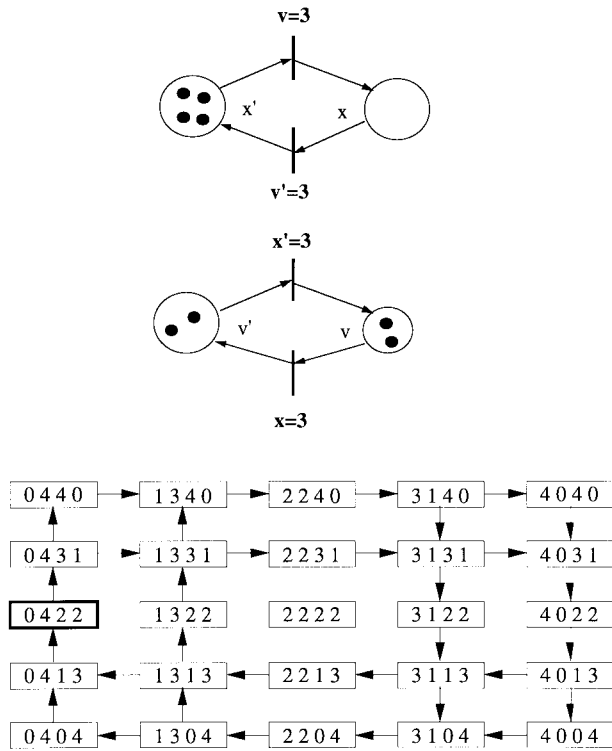 v=3
x' x
v'=3
x'=3
v' v
x=3
0 4 4 0 1 3 4 0 2 2 4 0 3 1 4 0 4 0 4 0
0 4 3 1 1 3 3 1 2 2 3 1 3 1 3 1 4 0 3 1
0 4 2 2 1 3 2 2 2 2 2 2 3 1 2 2 4 0 2 2
0 4 1 3 1 3 1 3 2 2 1 3 3 1 1 3 4 0 1 3
0 4 0 4 1 3 0 4 2 2 0 4 3 1 0 4 4 0 0 4